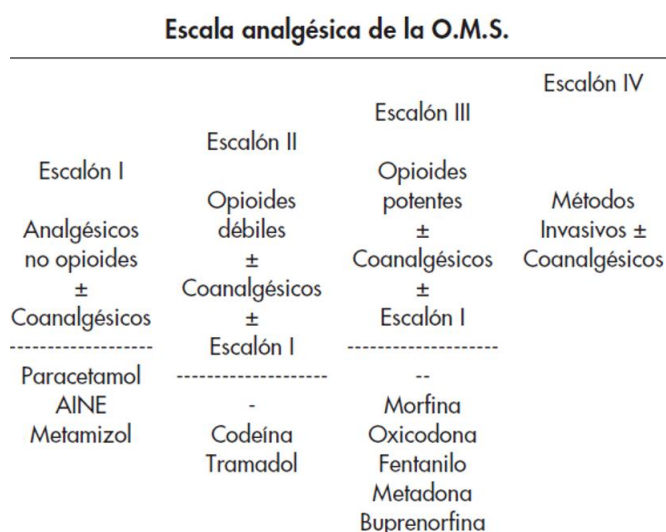 Escala analgésica de la O.M.S.
Escalón I
Analgésicos
no opioides
±
Coanalgésicos
-------------------
Paracetamol
AINE
Metamizol
Escalón II
Opioides
débiles
±
Coanalgésicos
±
Escalón I
--------------------
-
Codeína
Tramadol
Escalón III
Opioides
potentes
±
Coanalgésicos
±
Escalón I
--------------------
--
Morfina
Oxicodona
Fentanilo
Metadona
Buprenorfina
Escalón IV
Métodos
Invasivos ±
Coanalgésicos